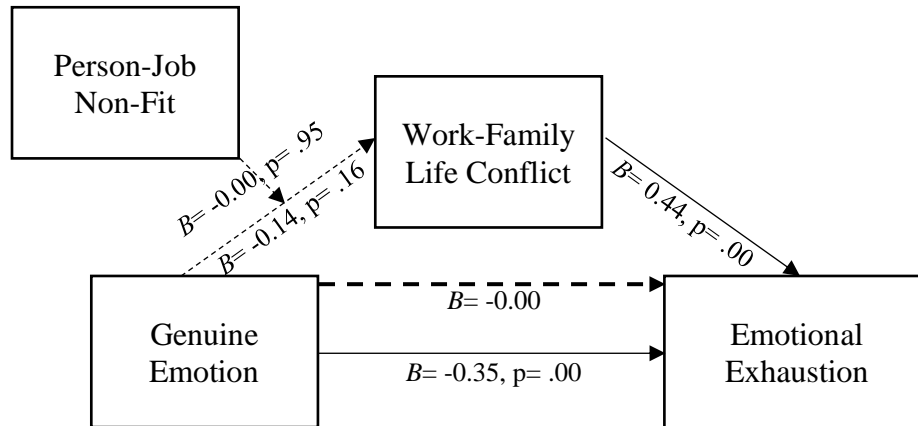 Person-Job
Non-Fit
Work-Family
Life Conflict
B= -0.00, p= .95
B= -0.14, p= .16
B= 0.44, p= .00
B= -0.00
Genuine
Emotion
Emotional
Exhaustion
B= -0.35, p= .00